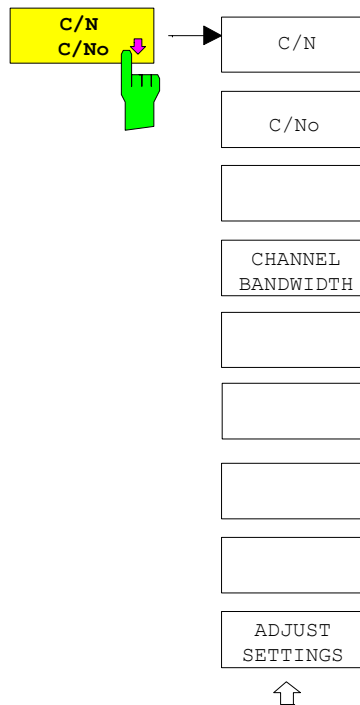 C/N
C/No
C/N
C/No
CHANNEL
BANDWIDTH
ADJUST
SETTINGS